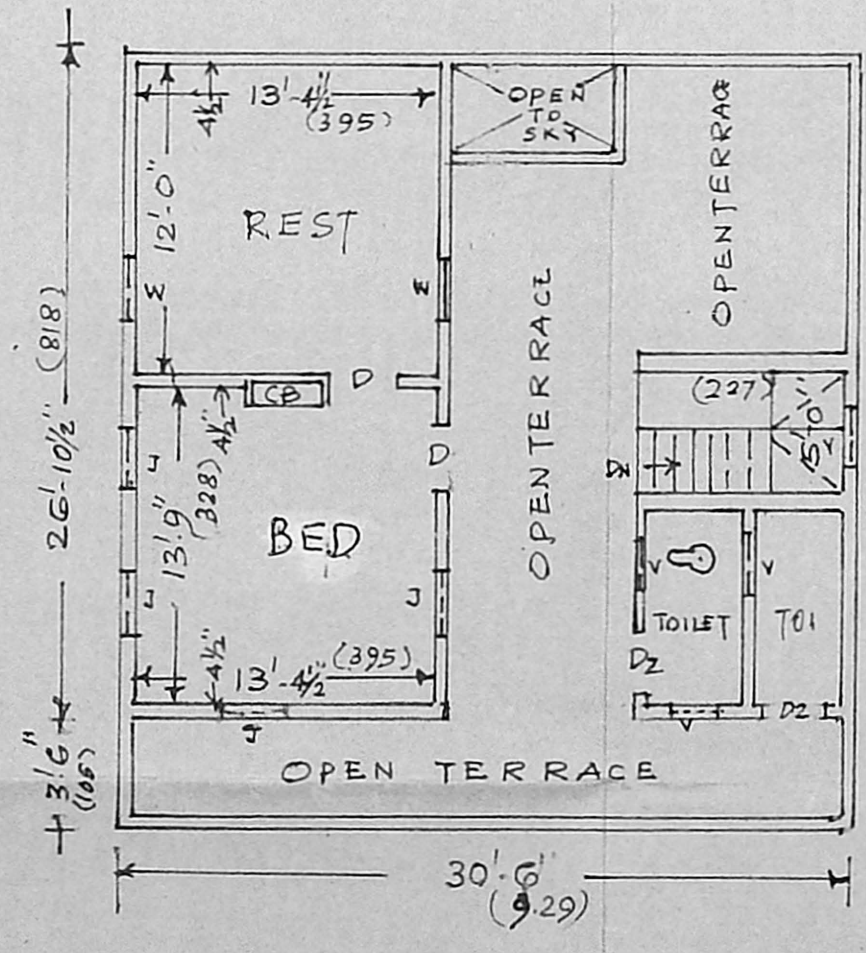 13'-4½"
(395)
4½"
OPEN
TO
SKY
OPENTERRACE
12'-0"
REST
26'-10½" (818)
D
CB
4½"
(227)
5'-0"
D
OPENTERRACE
13'-9"
(328)
J
BED
J
J
V
V
TOILET
TOI
4½"
13'-4½"
(395)
D2
D2
V
J
3'-6"
OPEN TERRACE
30'-6"
(9.29)